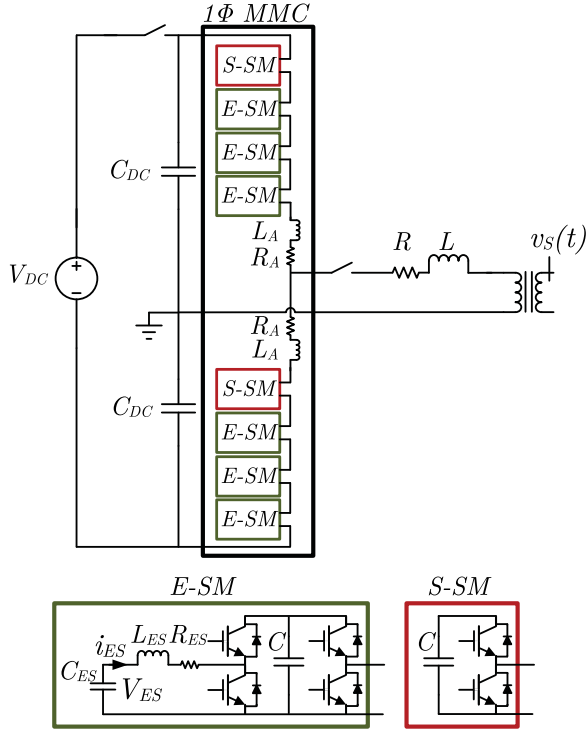 1Φ MMC
S-SM
E-SM
E-SM
E-SM
C_DC
L_A
R_A
R L v_S(t)
V_DC
+
−
R_A
L_A
C_DC
S-SM
E-SM
E-SM
E-SM
E-SM S-SM
i_ES L_ES R_ES C C
C_ES V_ES